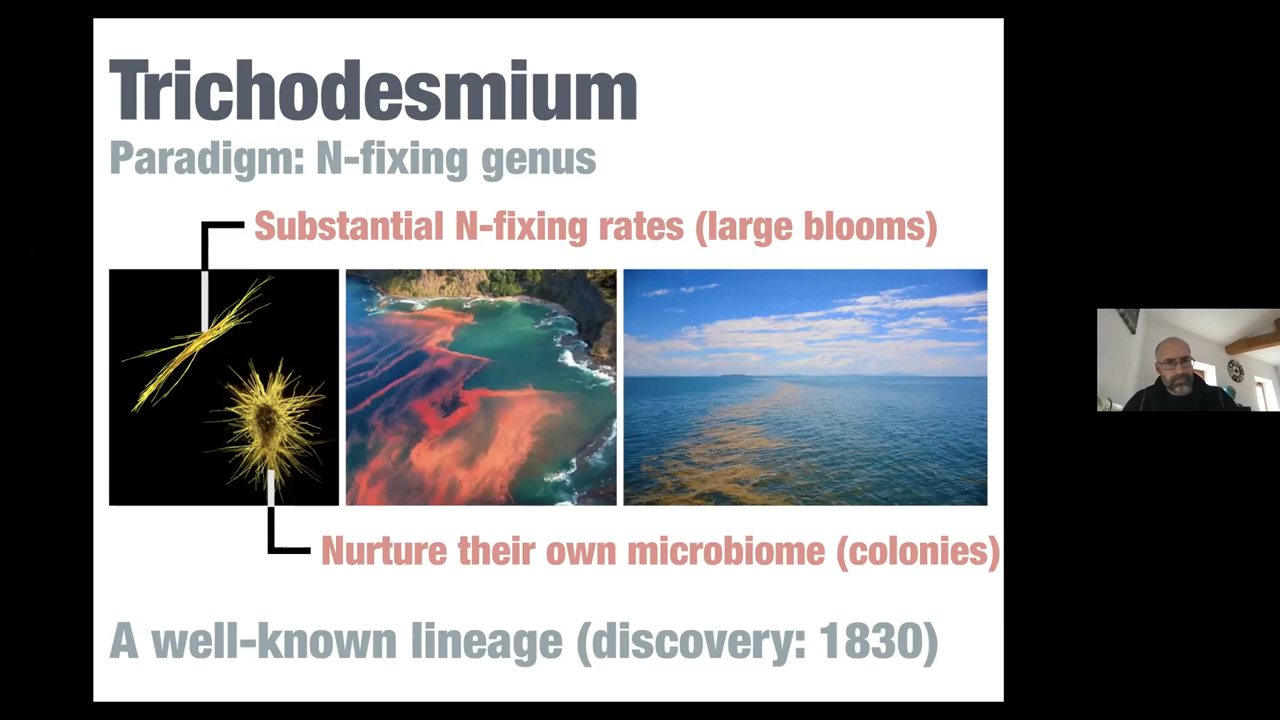 Trichodesmium
Paradigm: N-fixing genus
Substantial N-fixing rates (large blooms)
Nurture their own microbiome (colonies)
A well-known lineage (discovery: 1830)